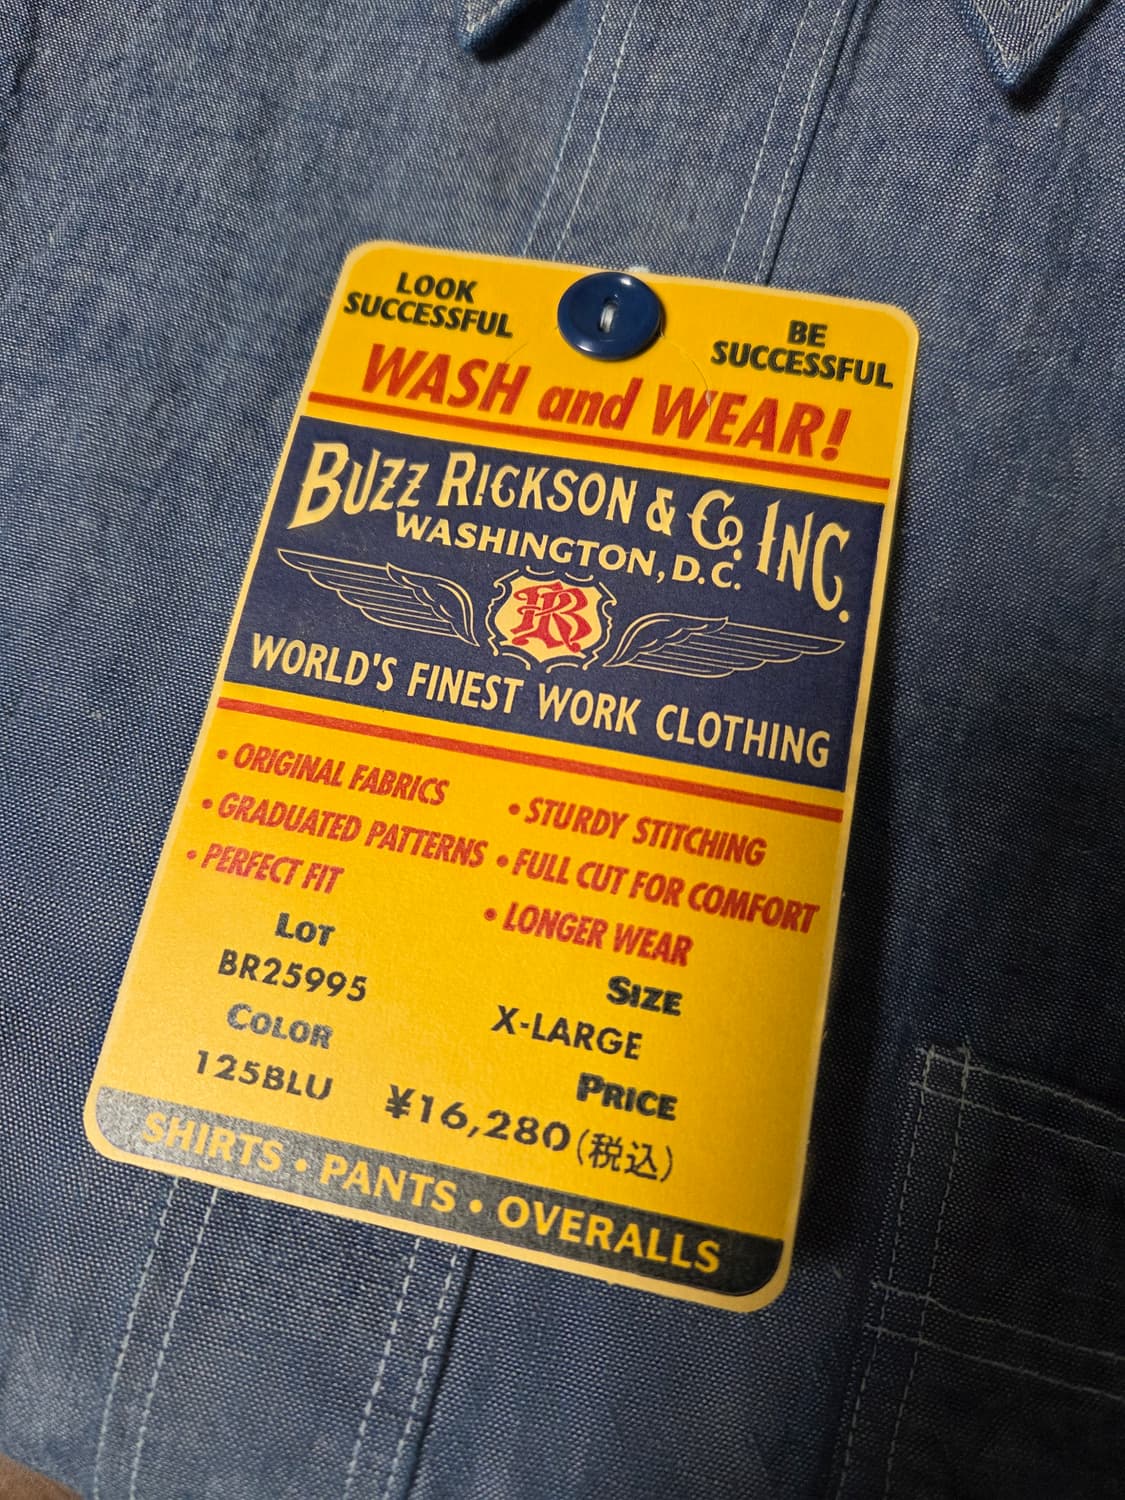 LOOK
SUCCESSFUL
BE
SUCCESSFUL
WASH and WEAR!
BUZZ RICKSON & CO. INC.
WASHINGTON, D.C.
BR
WORLD'S FINEST WORK CLOTHING
• ORIGINAL FABRICS
• GRADUATED PATTERNS
• PERFECT FIT
• STURDY STITCHING
• FULL CUT FOR COMFORT
• LONGER WEAR
LOT
BR25995
SIZE
X-LARGE
COLOR
125BLU
PRICE
¥16,280(税込)
SHIRTS • PANTS • OVERALLS